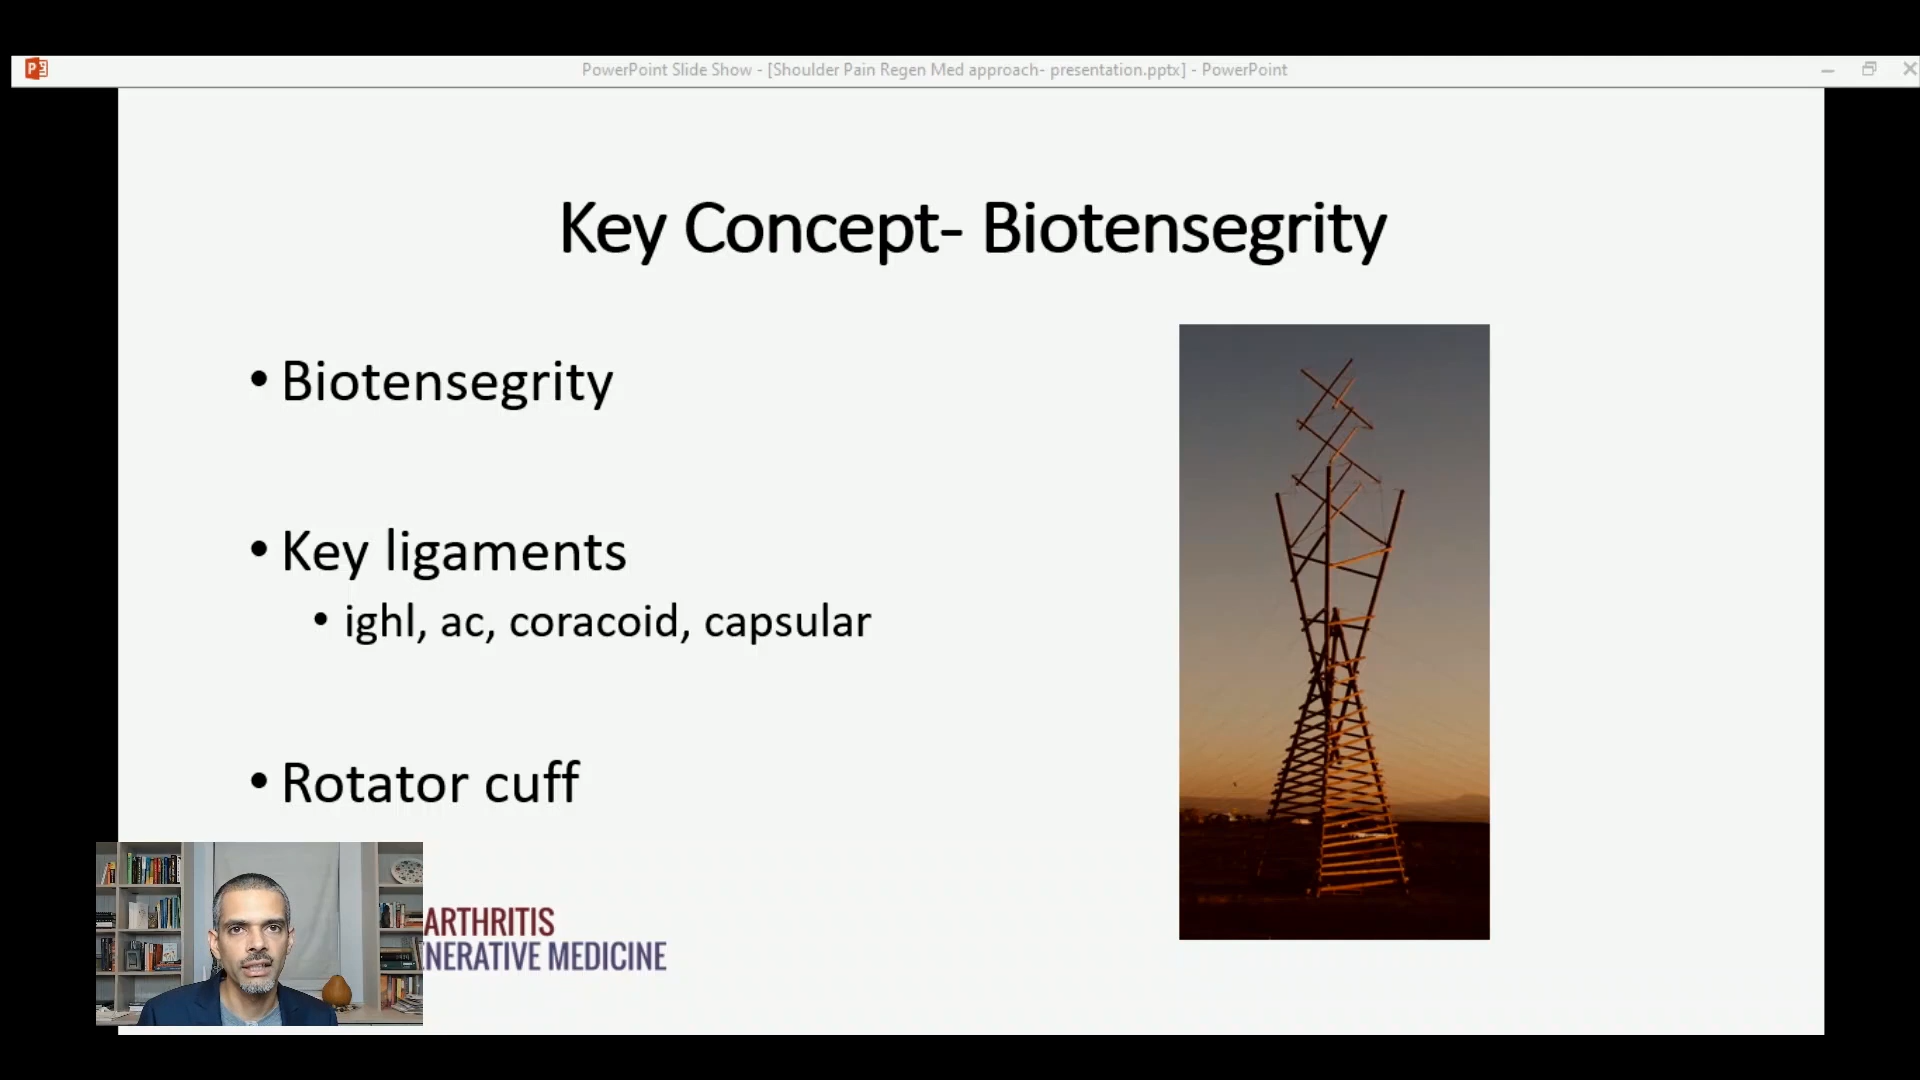 PowerPoint Slide Show - [Shoulder Pain Regen Med approach- presentation.pptx] - PowerPoint
Key Concept- Biotensegrity
• Biotensegrity
• Key ligaments
• ighl, ac, coracoid, capsular
• Rotator cuff
ARTHRITIS
NERATIVE MEDICINE